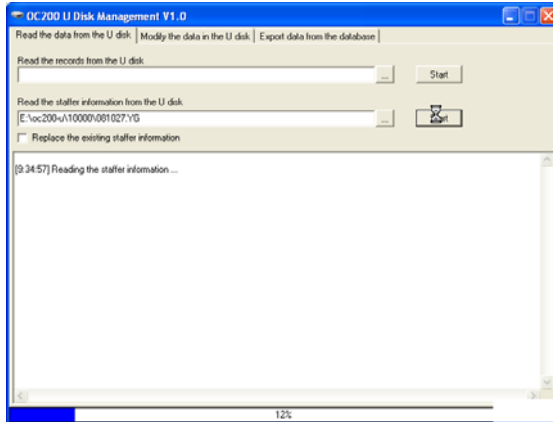 OC200 U Disk Management V1.0
Read the data from the U disk Modify the data in the U disk Export data from the database
Read the records from the U disk
... Start
Read the staffer information from the U disk
E:\oc200-u\10000\081027.YG ...
Replace the existing staffer information
[9:34:57] Reading the staffer information ...
12%